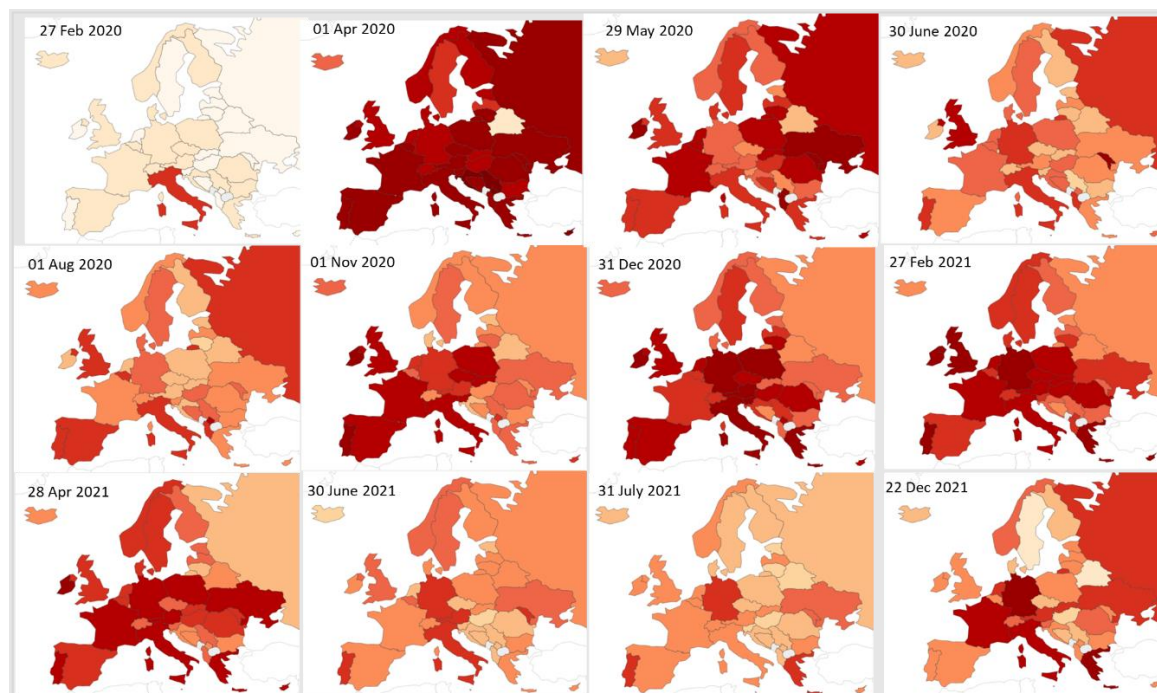 27 Feb 2020
01 Apr 2020
29 May 2020
30 June 2020
01 Aug 2020
01 Nov 2020
31 Dec 2020
27 Feb 2021
28 Apr 2021
30 June 2021
31 July 2021
22 Dec 2021